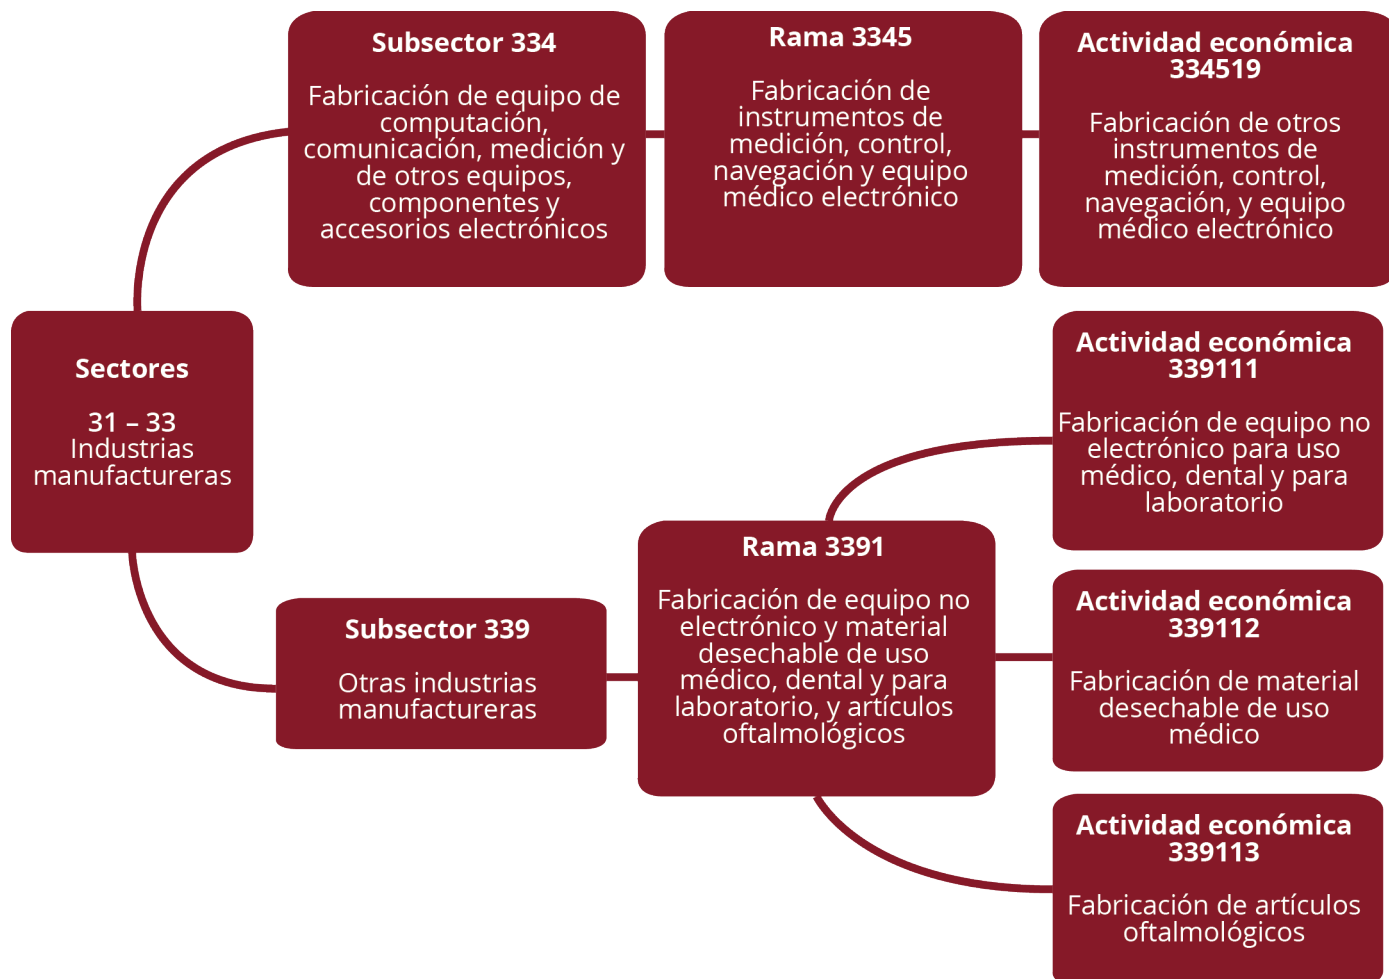 Subsector 334
Fabricación de equipo de
computación,
comunicación, medición y
de otros equipos,
componentes y
accesorios electrónicos
Rama 3345
Fabricación de
instrumentos de
medición, control,
navegación y equipo
médico electrónico
Actividad económica
334519
Fabricación de otros
instrumentos de
medición, control,
navegación, y equipo
médico electrónico
Sectores
31 – 33
Industrias
manufactureras
Subsector 339
Otras industrias
manufactureras
Rama 3391
Fabricación de equipo no
electrónico y material
desechable de uso
médico, dental y para
laboratorio, y artículos
oftalmológicos
Actividad económica
339111
Fabricación de equipo no
electrónico para uso
médico, dental y para
laboratorio
Actividad económica
339112
Fabricación de material
desechable de uso
médico
Actividad económica
339113
Fabricación de artículos
oftalmológicos